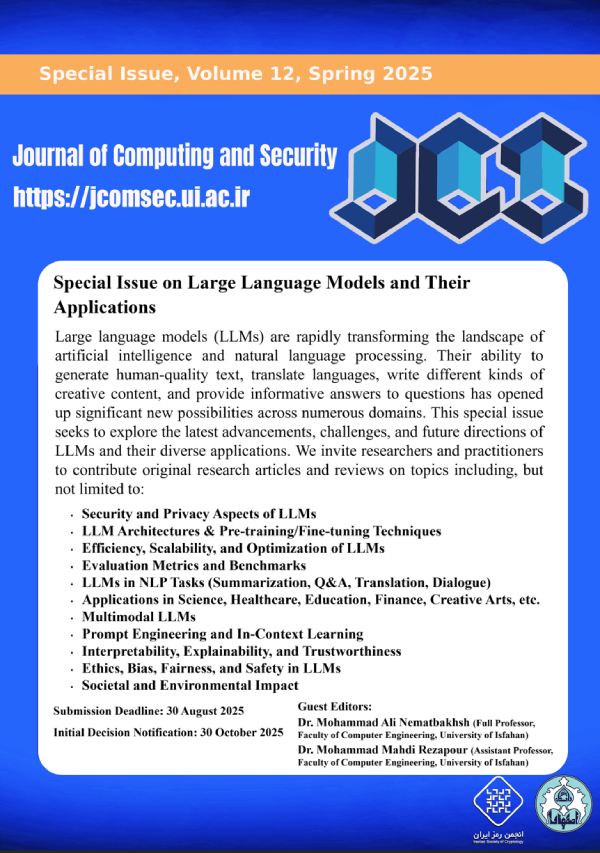 Special Issue, Volume 12, Spring 2025
Journal of Computing and Security
https://jcomsec.ui.ac.ir
JCS
Special Issue on Large Language Models and Their
Applications
Large language models (LLMs) are rapidly transforming the landscape of
artificial intelligence and natural language processing. Their ability to
generate human-quality text, translate languages, write different kinds of
creative content, and provide informative answers to questions has opened
up significant new possibilities across numerous domains. This special issue
seeks to explore the latest advancements, challenges, and future directions of
LLMs and their diverse applications. We invite researchers and practitioners
to contribute original research articles and reviews on topics including, but
not limited to:
· Security and Privacy Aspects of LLMs
· LLM Architectures & Pre-training/Fine-tuning Techniques
· Efficiency, Scalability, and Optimization of LLMs
· Evaluation Metrics and Benchmarks
· LLMs in NLP Tasks (Summarization, Q&A, Translation, Dialogue)
· Applications in Science, Healthcare, Education, Finance, Creative Arts, etc.
· Multimodal LLMs
· Prompt Engineering and In-Context Learning
· Interpretability, Explainability, and Trustworthiness
· Ethics, Bias, Fairness, and Safety in LLMs
· Societal and Environmental Impact
Submission Deadline: 30 August 2025
Initial Decision Notification: 30 October 2025
Guest Editors:
Dr. Mohammad Ali Nematbakhsh (Full Professor,
Faculty of Computer Engineering, University of Isfahan)
Dr. Mohammad Mahdi Rezapour (Assistant Professor,
Faculty of Computer Engineering, University of Isfahan)
انجمن رمز ایران
Iranian Society of Cryptology